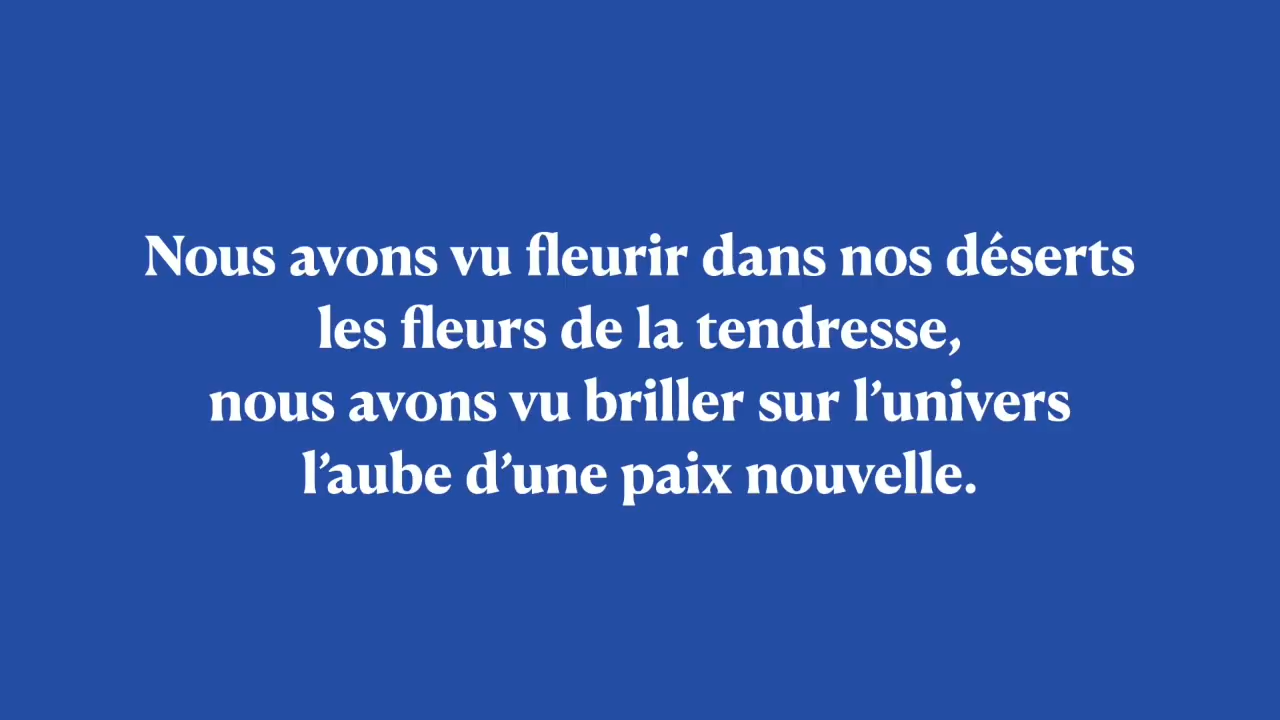 Nous avons vu fleurir dans nos déserts
les fleurs de la tendresse,
nous avons vu briller sur l’univers
l’aube d’une paix nouvelle.